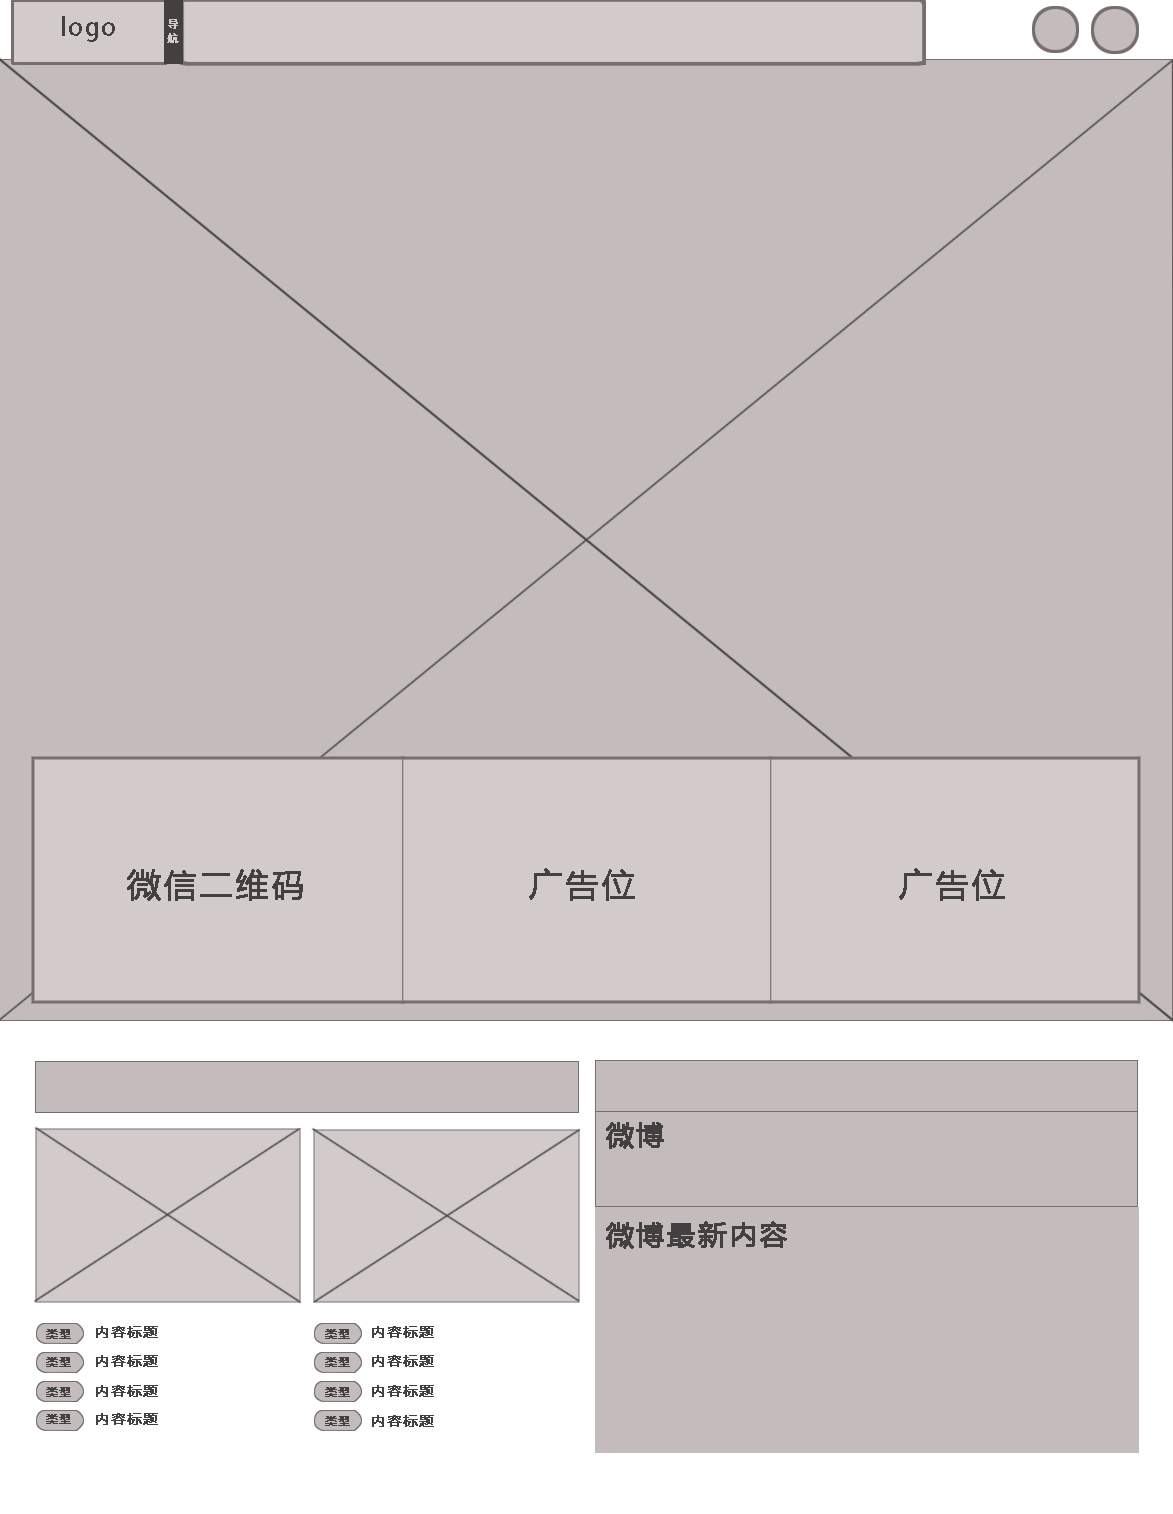 logo
导
航
微信二维码
广告位
广告位
微博
微博最新内容
类型 内容标题
类型 内容标题
类型 内容标题
类型 内容标题
类型 内容标题
类型 内容标题
类型 内容标题
类型 内容标题